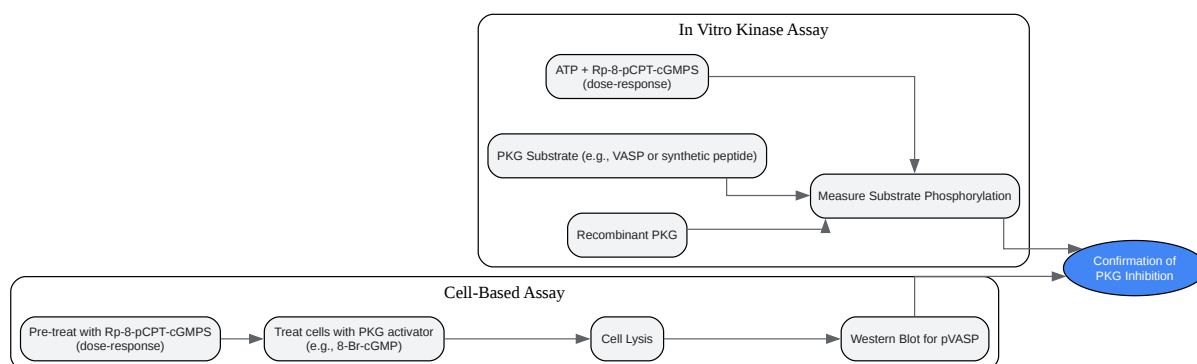 In Vitro Kinase Assay
ATP + Rp-8-pCPT-cGMPS
(dose-response)
PKG Substrate (e.g., VASP or synthetic peptide)
Measure Substrate Phosphorylation
Recombinant PKG
Confirmation of
PKG Inhibition
Cell-Based Assay
Pre-treat with Rp-8-pCPT-cGMPS
(dose-response)
Treat cells with PKG activator
(e.g., 8-Br-cGMP)
Cell Lysis
Western Blot for pVASP